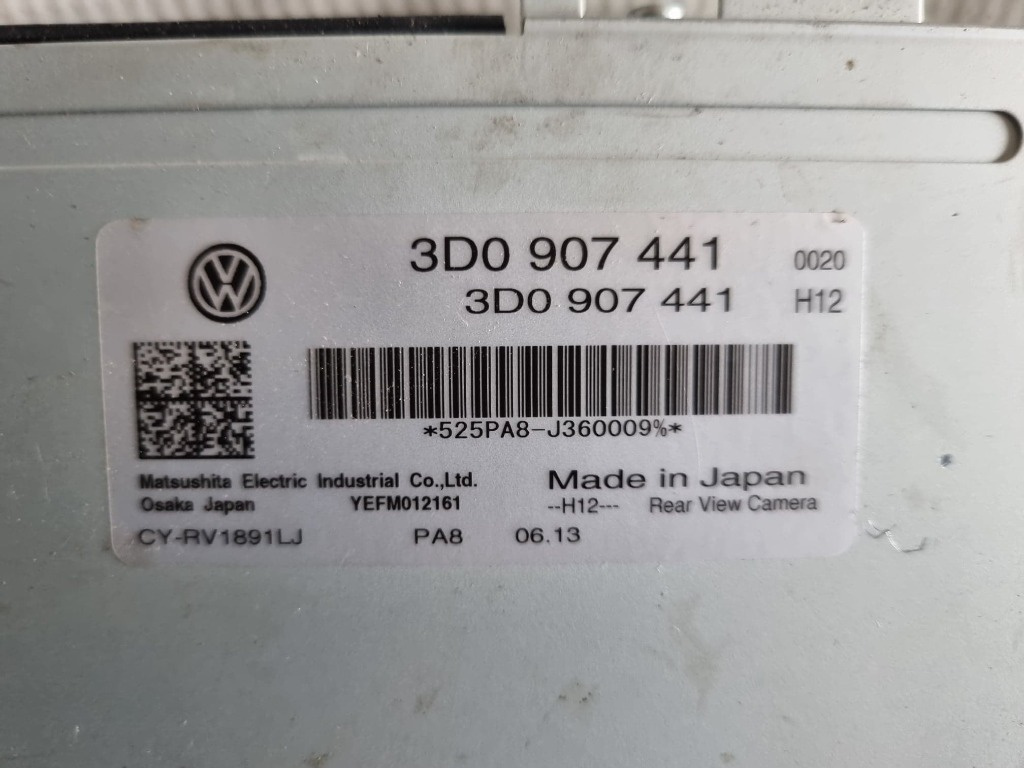 3D0 907 441 0020
3D0 907 441 H12
*525PA8-J360009%*
Matsushita Electric Industrial Co.,Ltd. Made in Japan
Osaka Japan YEFM012161 --H12--- Rear View Camera
CY-RV1891LJ PA8 06.13